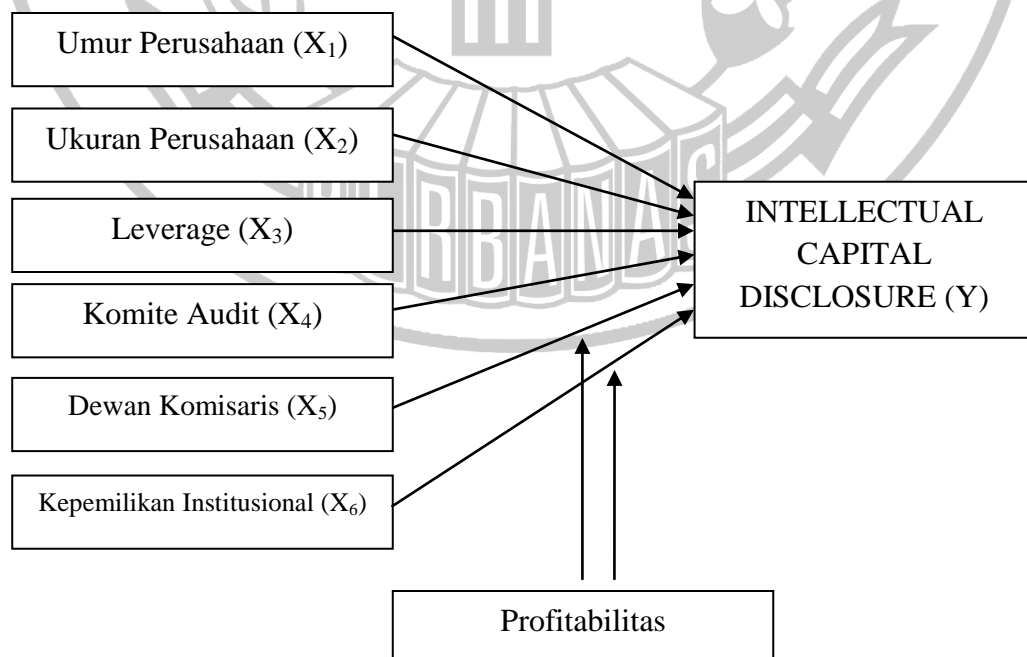 Umur Perusahaan (X₁)
Ukuran Perusahaan (X₂)
Leverage (X₃)
Komite Audit (X₄)
Dewan Komisaris (X₅)
Kepemilikan Institusional (X₆)
INTELLECTUAL
CAPITAL
DISCLOSURE (Y)
Profitabilitas